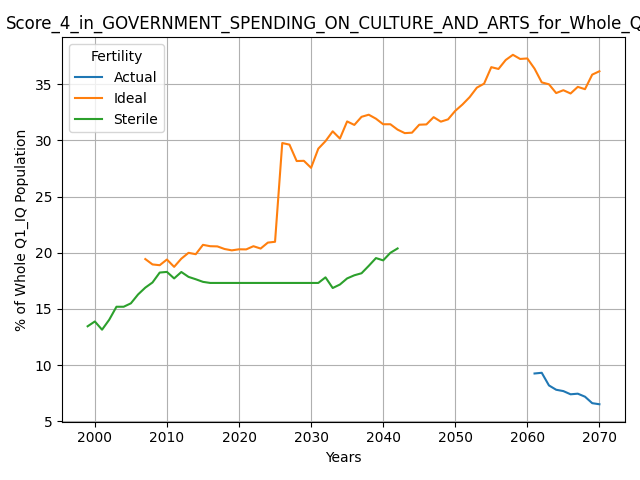 Score_4_in_GOVERNMENT_SPENDING_ON_CULTURE_AND_ARTS_for_Whole_Q
Fertility
Actual
Ideal
Sterile
% of Whole Q1_IQ Population
35
30
25
20
15
10
5
2000 2010 2020 2030 2040 2050 2060 2070
Years